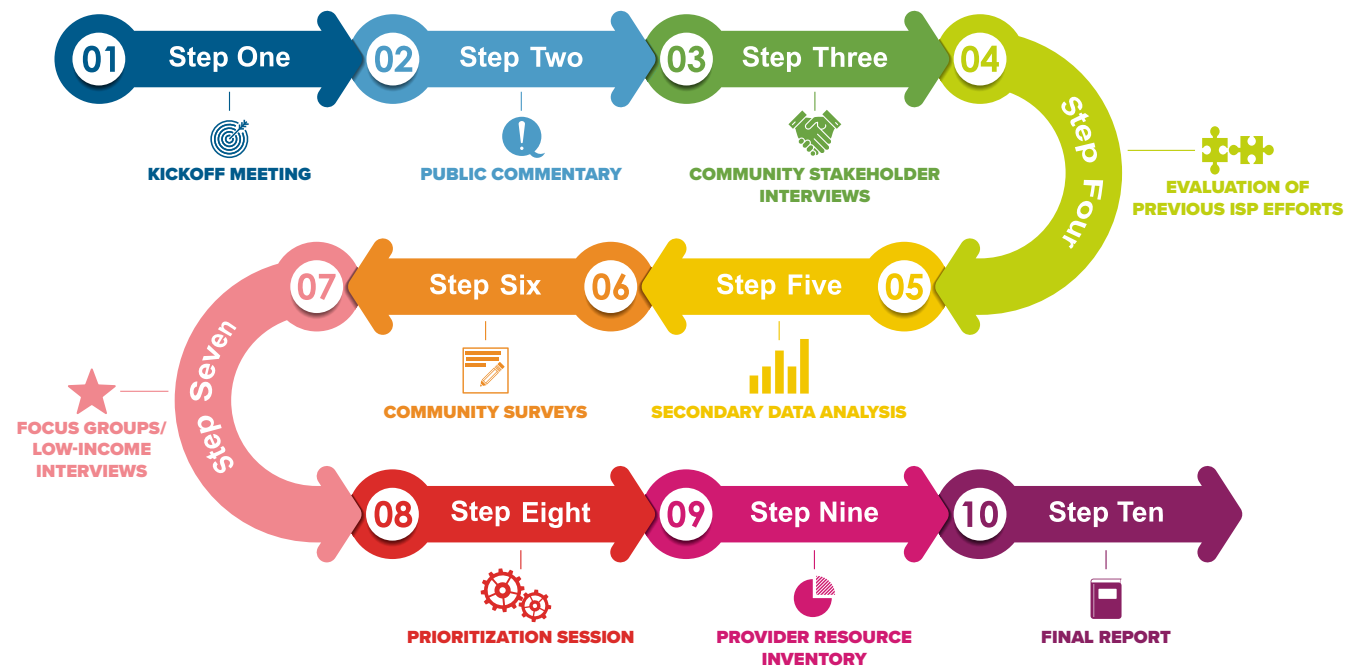 01 Step One
02 Step Two
03 Step Three
04 Step Four
KICKOFF MEETING
PUBLIC COMMENTARY
COMMUNITY STAKEHOLDER
INTERVIEWS
EVALUATION OF
PREVIOUS ISP EFFORTS
05 Step Five
06 Step Six
07 Step Seven
SECONDARY DATA ANALYSIS
COMMUNITY SURVEYS
FOCUS GROUPS/
LOW-INCOME
INTERVIEWS
08 Step Eight
09 Step Nine
10 Step Ten
PRIORITIZATION SESSION
PROVIDER RESOURCE
INVENTORY
FINAL REPORT